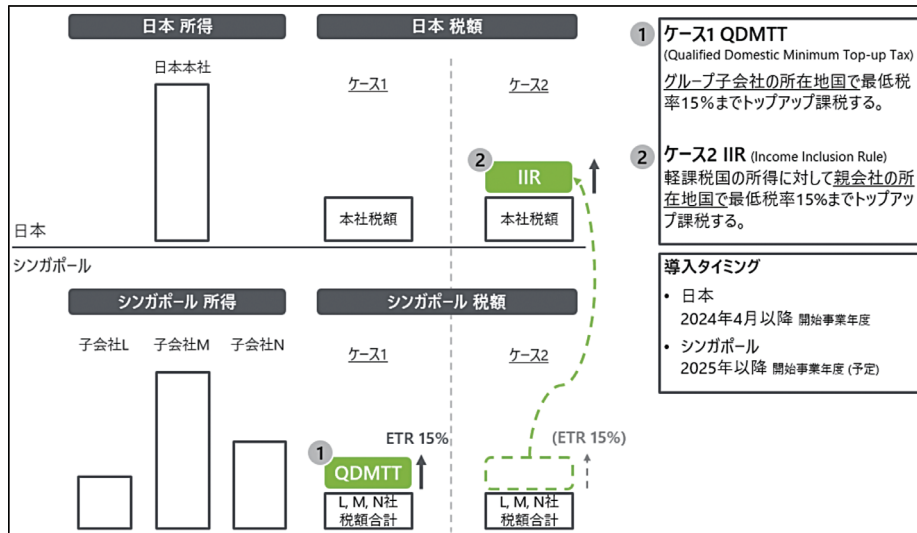 日本 所得
日本本社
日本 税額
ケース1
ケース2
2
IIR
本社税額
本社税額
日本
シンガポール
シンガポール 所得
子会社L
子会社M
子会社N
シンガポール 税額
ケース1
ケース2
ETR 15%
(ETR 15%)
1
QDMTT
L, M, N社
税額合計
L, M, N社
税額合計
1
ケース1 QDMTT
(Qualified Domestic Minimum Top-up Tax)
グループ子会社の所在地国で最低税
率15%までトップアップ課税する。
2
ケース2 IIR (Income Inclusion Rule)
軽課税国の所得に対して親会社の所
在地国で最低税率15%までトップアッ
プ課税する。
導入タイミング
• 日本
2024年4月以降 開始事業年度
• シンガポール
2025年以降 開始事業年度 (予定)